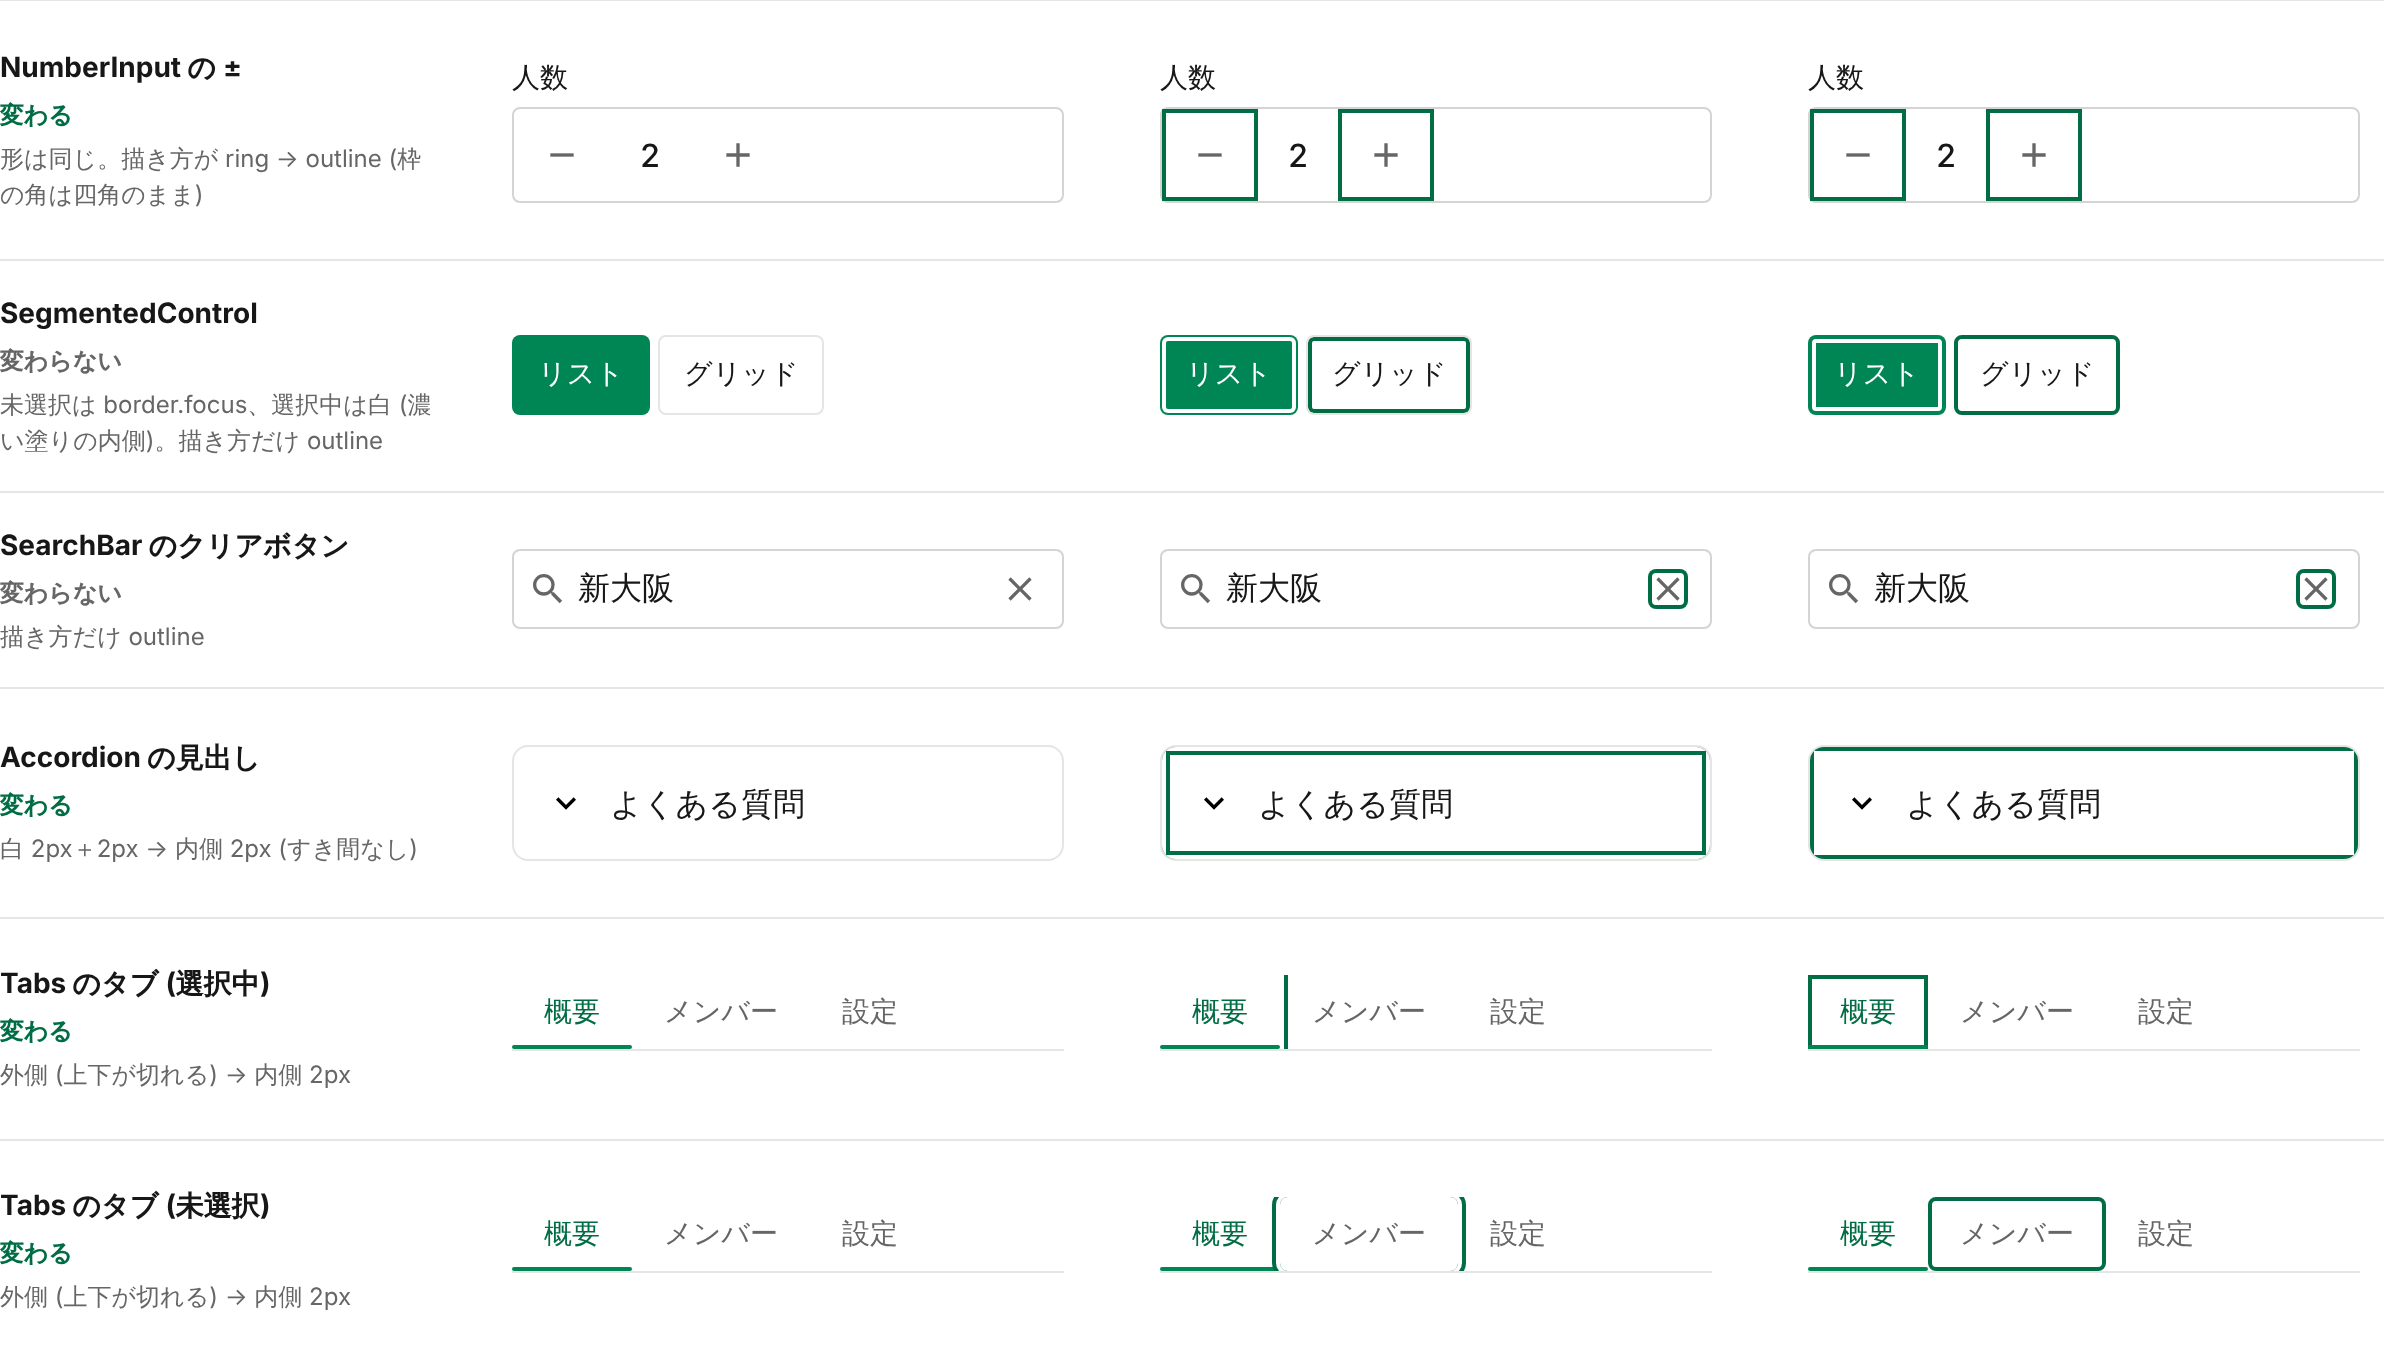 NumberInput の ±
変わる
形は同じ。描き方が ring → outline (枠
の角は四角のまま)
人数
2
人数
2
人数
2
SegmentedControl
変わらない
未選択は border.focus、選択中は白 (濃
い塗りの内側)。描き方だけ outline
リスト グリッド
リスト グリッド
リスト グリッド
SearchBar のクリアボタン
変わらない
描き方だけ outline
新大阪
新大阪
新大阪
Accordion の見出し
変わる
白 2px＋2px → 内側 2px (すき間なし)
よくある質問
よくある質問
よくある質問
Tabs のタブ (選択中)
変わる
外側 (上下が切れる) → 内側 2px
概要 メンバー 設定
概要 メンバー 設定
概要 メンバー 設定
Tabs のタブ (未選択)
変わる
外側 (上下が切れる) → 内側 2px
概要 メンバー 設定
概要 メンバー 設定
概要 メンバー 設定